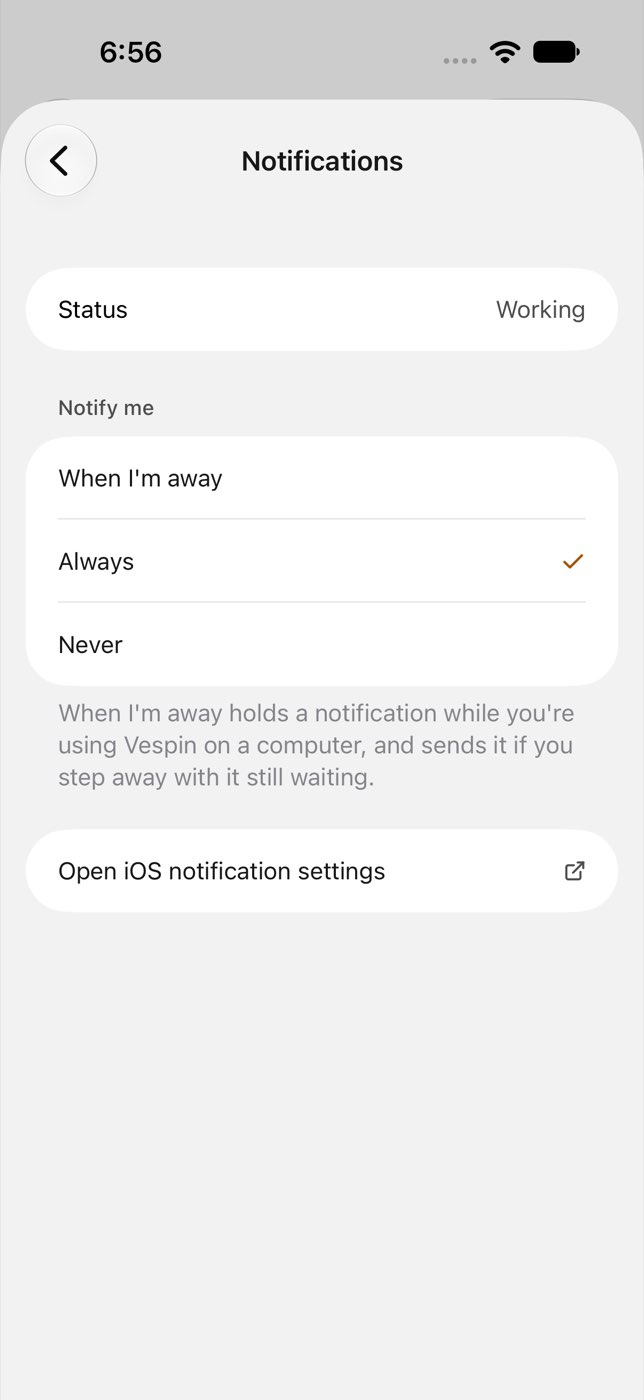 6:56
Notifications
Status
Working
Notify me
When I'm away
Always
Never
When I'm away holds a notification while you're
using Vespin on a computer, and sends it if you
step away with it still waiting.
Open iOS notification settings